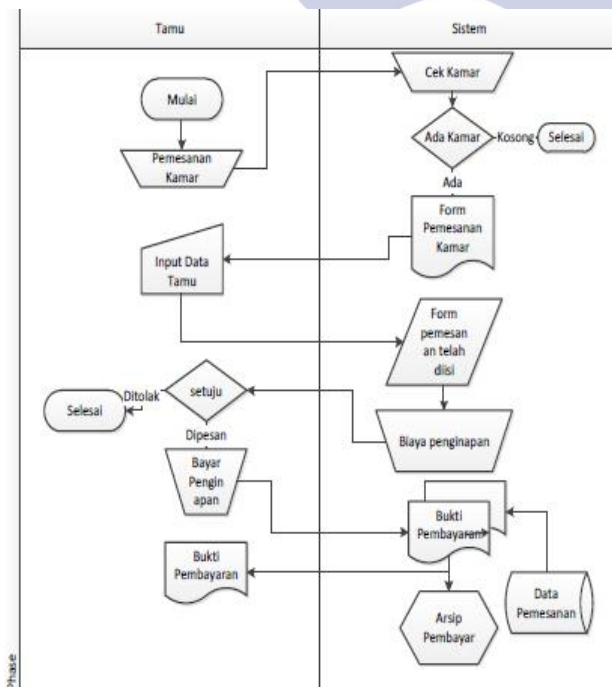 Tamu
Sistem
Mulai
Pemesanan
Kamar
Cek Kamar
Ada Kamar
Kosong
Selesai
Ada
Form
Pemesanan
Kamar
Input Data
Tamu
Form
pemesan
an telah
diisi
setuju
Ditolak
Selesai
Dipesan
Biaya penginapan
Bayar
Pengin
apan
Bukti
Pembayaran
Bukti
Pembayaran
Data
Pemesanan
Arsip
Pembayar
Phase